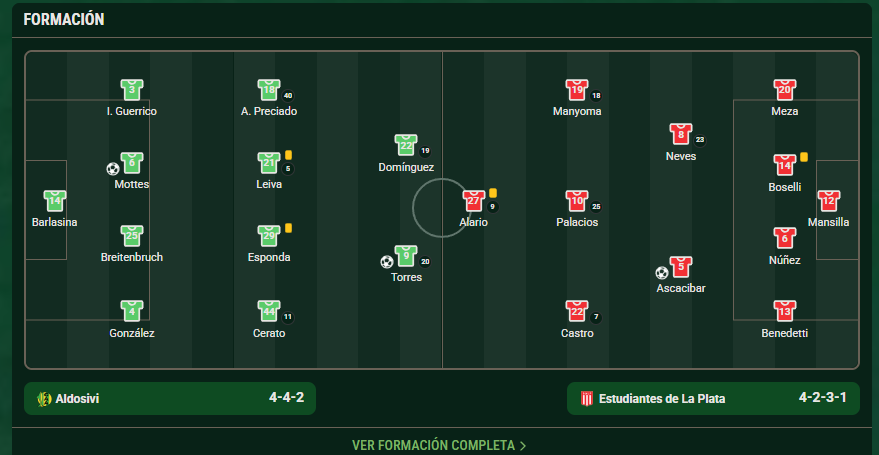 FORMACIÓN
3
I. Guerrico
18
40
A. Preciado
19
18
Manyoma
20
Meza
8
23
Neves
22
19
Domínguez
6
Mottes
21
5
Leiva
14
Boselli
14
Barlasina
27
9
Alario
10
25
Palacios
12
Mansilla
25
Breitenbruch
29
Esponda
6
Núñez
9
20
Torres
5
Ascacibar
4
González
44
11
Cerato
22
7
Castro
13
Benedetti
Aldosivi 4-4-2
Estudiantes de La Plata 4-2-3-1
VER FORMACIÓN COMPLETA >